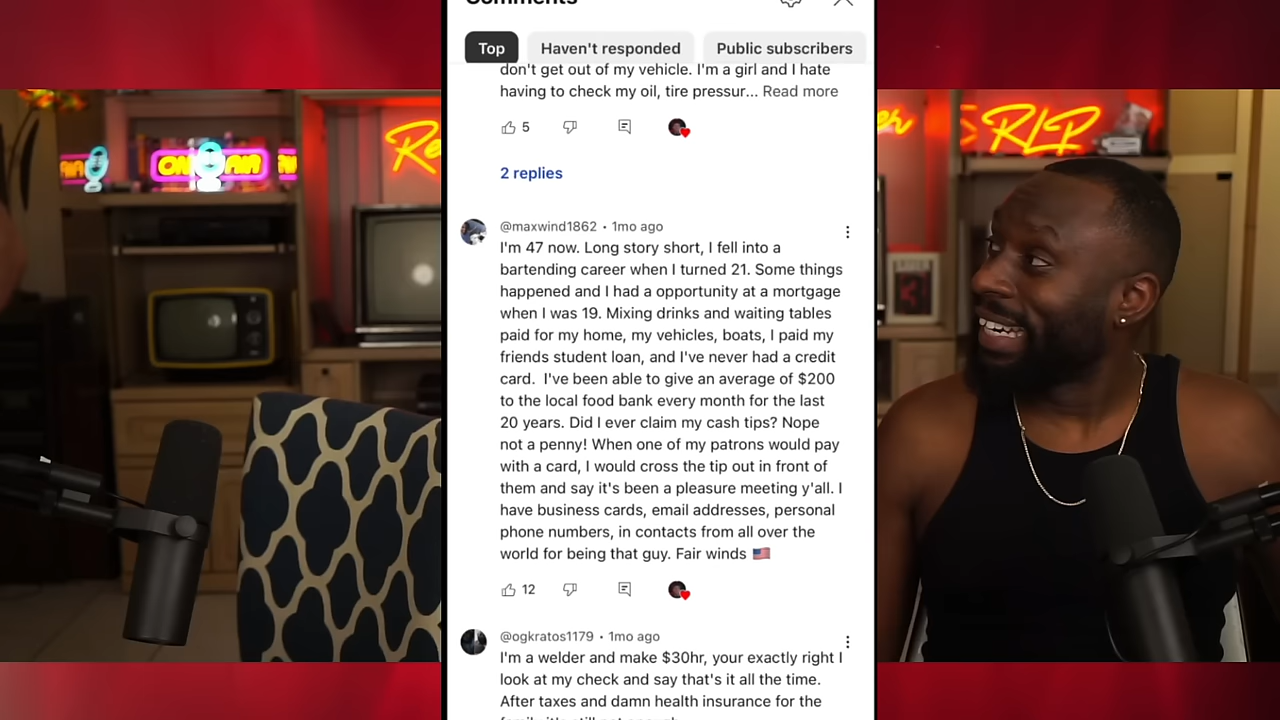 Comments
Top
Haven't responded
Public subscribers
don't get out of my vehicle. I'm a girl and I hate
having to check my oil, tire pressur... Read more
5
2 replies
@maxwind1862 • 1mo ago
I'm 47 now. Long story short, I fell into a
bartending career when I turned 21. Some things
happened and I had a opportunity at a mortgage
when I was 19. Mixing drinks and waiting tables
paid for my home, my vehicles, boats, I paid my
friends student loan, and I've never had a credit
card.  I've been able to give an average of $200
to the local food bank every month for the last
20 years. Did I ever claim my cash tips? Nope
not a penny! When one of my patrons would pay
with a card, I would cross the tip out in front of
them and say it's been a pleasure meeting y'all. I
have business cards, email addresses, personal
phone numbers, in contacts from all over the
world for being that guy. Fair winds 🇺🇸
12
@ogkratos1179 • 1mo ago
I'm a welder and make $30hr, your exactly right I
look at my check and say that's it all the time.
After taxes and damn health insurance for the
ON AIR
RLP